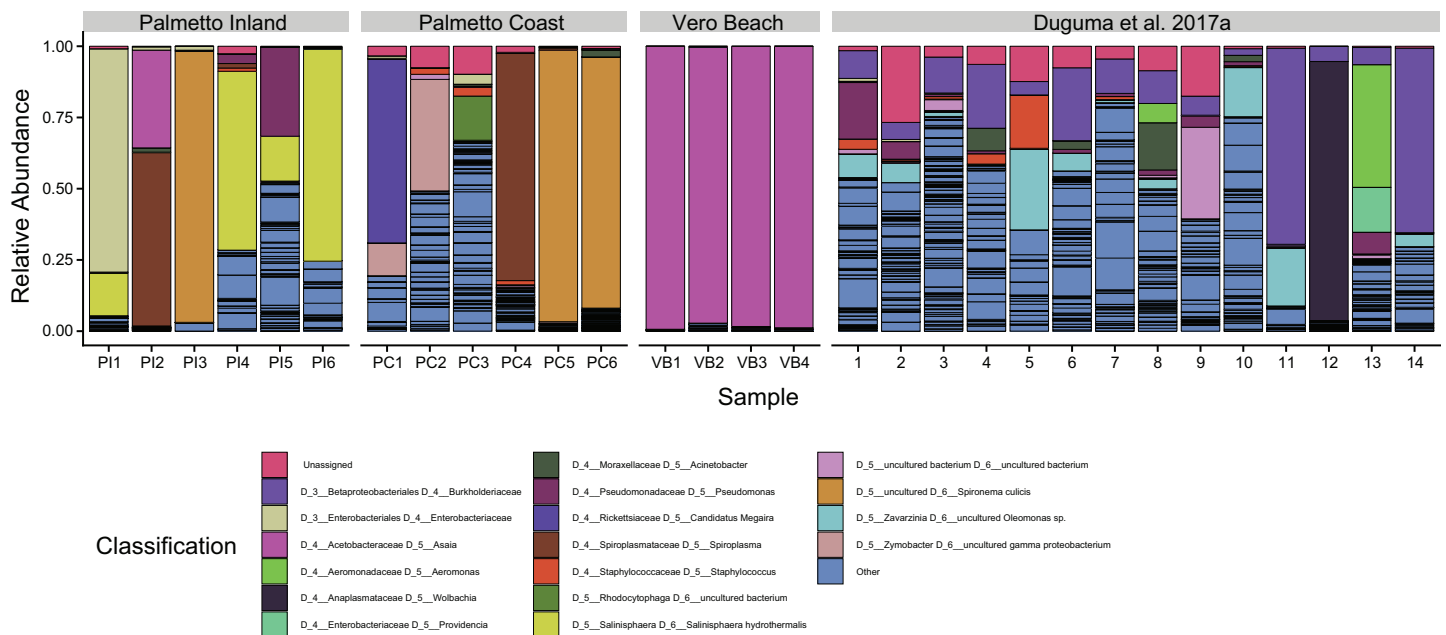 Palmetto Inland Palmetto Coast Vero Beach Duguma et al. 2017a
1.00
0.75
0.50
0.25
0.00
Relative Abundance
PI1 PI2 PI3 PI4 PI5 PI6 PC1 PC2 PC3 PC4 PC5 PC6 VB1 VB2 VB3 VB4 1 2 3 4 5 6 7 8 9 10 11 12 13 14
Sample
Classification
Unassigned
D_3__Betaproteobacteriales D_4__Burkholderiaceae
D_3__Enterobacteriales D_4__Enterobacteriaceae
D_4__Acetobacteraceae D_5__Asaia
D_4__Aeromonadaceae D_5__Aeromonas
D_4__Anaplasmataceae D_5__Wolbachia
D_4__Enterobacteriaceae D_5__Providencia
D_4__Moraxellaceae D_5__Acinetobacter
D_4__Pseudomonadaceae D_5__Pseudomonas
D_4__Rickettsiaceae D_5__Candidatus Megaira
D_4__Spiroplasmataceae D_5__Spiroplasma
D_4__Staphylococcaceae D_5__Staphylococcus
D_5__Rhodocytophaga D_6__uncultured bacterium
D_5__Salinisphaera D_6__Salinisphaera hydrothermalis
D_5__uncultured bacterium D_6__uncultured bacterium
D_5__uncultured D_6__Spironema culicis
D_5__Zavarzinia D_6__uncultured Oleomonas sp.
D_5__Zymobacter D_6__uncultured gamma proteobacterium
Other